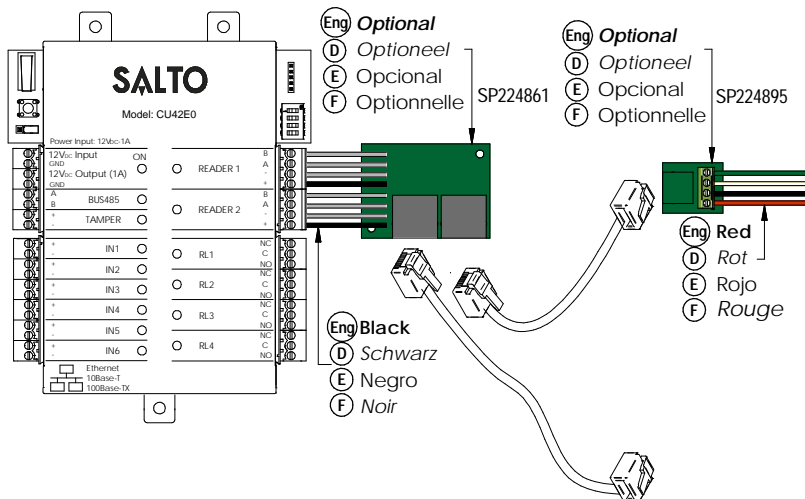 Eng Optional
D Optioneel
E Opcional
F Optionnelle
SP224861
Eng Optional
D Optioneel
E Opcional
F Optionnelle
SP224895
SALTO
Model: CU42E0
Power Input: 12VDC-1A
12VDC Input ON
GND
12VDC Output (1A)
GND
A
B
BUS485
+
-
TAMPER
+
-
IN1
+
-
IN2
+
-
IN3
+
-
IN4
+
-
IN5
+
-
IN6
READER 1
B
A
-
+
READER 2
B
A
-
+
RL1
NC
C
NO
RL2
NC
C
NO
RL3
NC
C
NO
RL4
NC
C
NO
Ethernet
10Base-T
100Base-TX
Eng Black
D Schwarz
E Negro
F Noir
Eng Red
D Rot
E Rojo
F Rouge